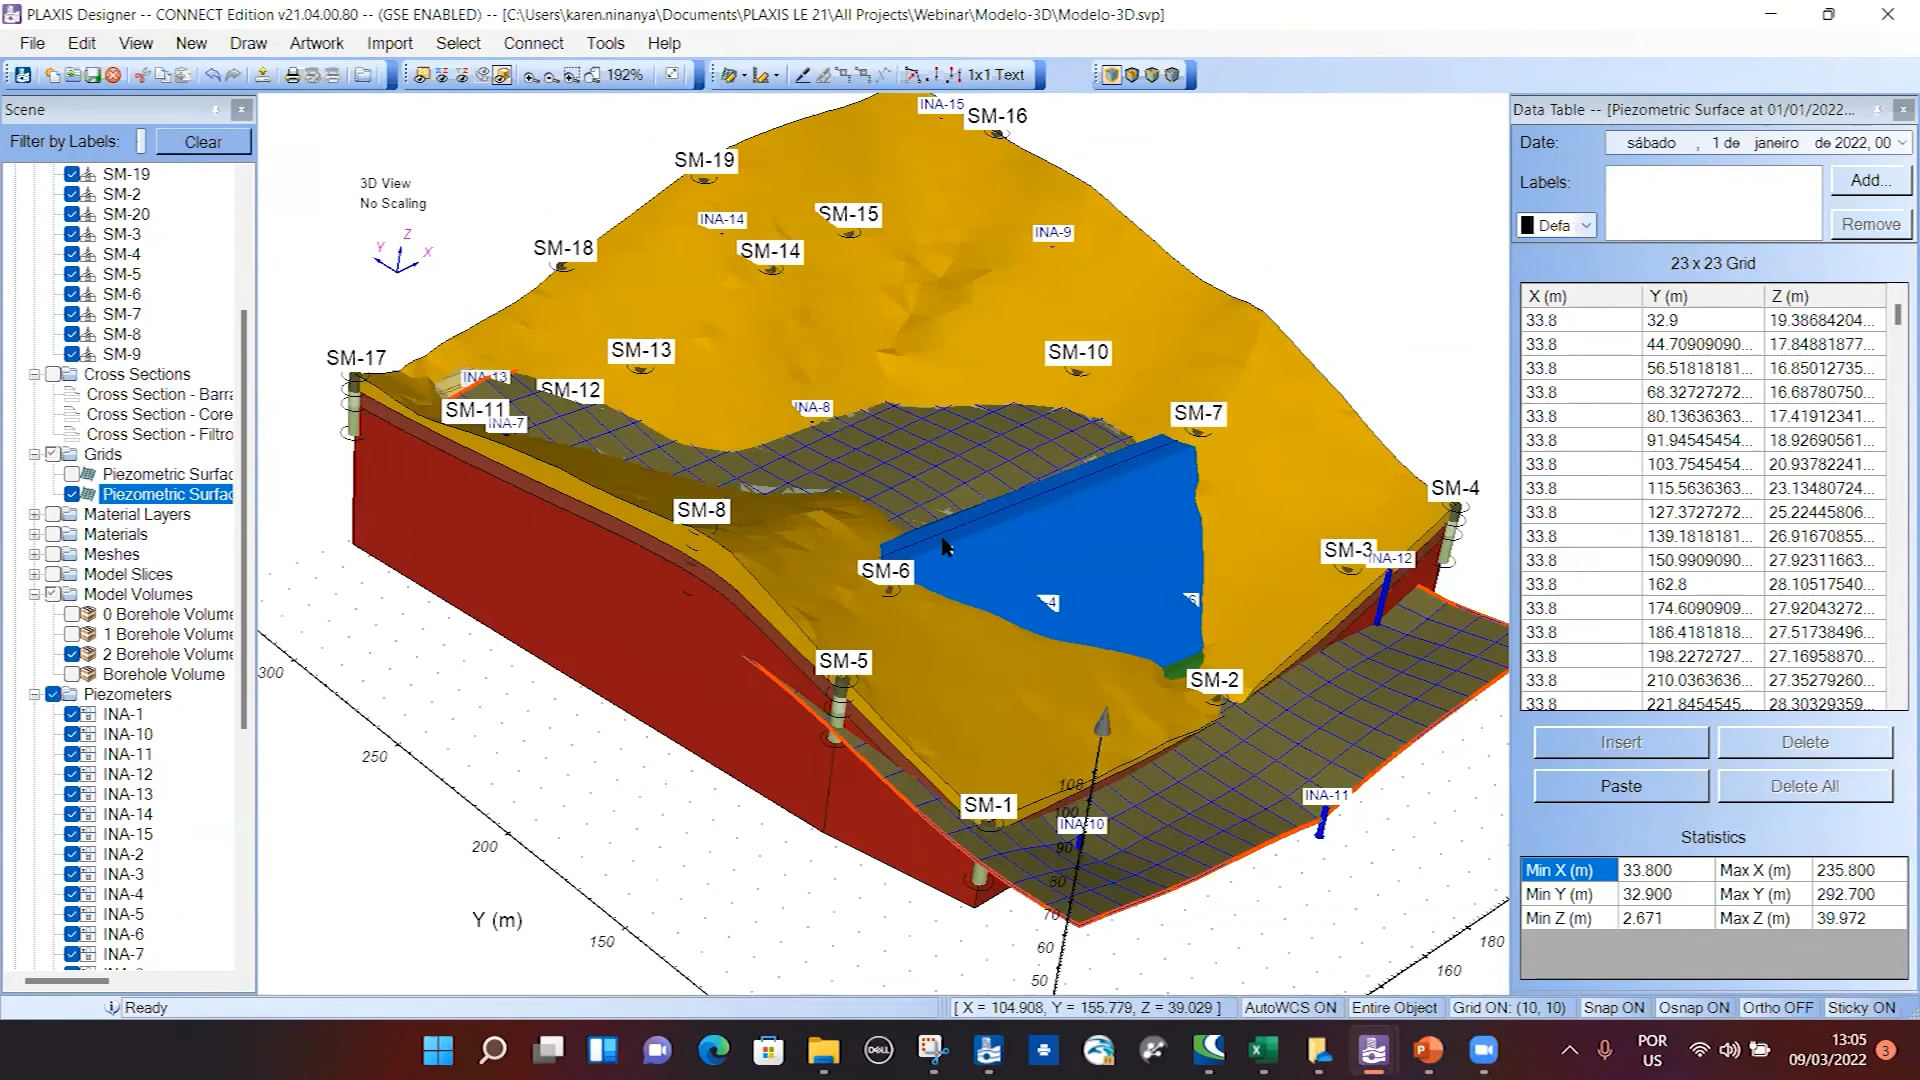 PLAXIS Designer -- CONNECT Edition v21.04.00.80 -- (GSE ENABLED) -- [C:\Users\karen.ninanya\Documents\PLAXIS LE 21\All Projects\Webinar\Modelo-3D\Modelo-3D.svp]
File Edit View New Draw Artwork Import Select Connect Tools Help
192% 1x1 Text
Scene
Filter by Labels: Clear
SM-19
SM-2
SM-20
SM-3
SM-4
SM-5
SM-6
SM-7
SM-8
SM-9
Cross Sections
Cross Section - Barra
Cross Section - Core
Cross Section - Filtro
Grids
Piezometric Surfac
Piezometric Surfac
Material Layers
Materials
Meshes
Model Slices
Model Volumes
0 Borehole Volume
1 Borehole Volume
2 Borehole Volume
Borehole Volume
Piezometers
INA-1
INA-10
INA-11
INA-12
INA-13
INA-14
INA-15
INA-2
INA-3
INA-4
INA-5
INA-6
INA-7
3D View
No Scaling
Z
Y
X
INA-15
SM-16
SM-19
INA-14
SM-15
INA-9
SM-18
SM-14
SM-17
SM-13
SM-10
INA-13
SM-12
SM-11
INA-7
INA-8
SM-7
SM-8
SM-4
SM-6
SM-3
INA-12
SM-5
SM-2
SM-1
INA-10
INA-11
300
250
200
150
Y (m)
108
100
90
80
70
60
50
180
160
Data Table -- [Piezometric Surface at 01/01/2022...
Date: sábado , 1 de janeiro de 2022, 00
Labels: Add...
Defa Remove
23 x 23 Grid
X (m) Y (m) Z (m)
33.8 32.9 19.38684204...
33.8 44.70909090... 17.84881877...
33.8 56.51818181... 16.85012735...
33.8 68.32727272... 16.68780750...
33.8 80.13636363... 17.41912341...
33.8 91.94545454... 18.92690561...
33.8 103.7545454... 20.93782241...
33.8 115.5636363... 23.13480724...
33.8 127.3727272... 25.22445806...
33.8 139.1818181... 26.91670855...
33.8 150.9909090... 27.92311663...
33.8 162.8 28.10517540...
33.8 174.6090909... 27.92043272...
33.8 186.4181818... 27.51738496...
33.8 198.2272727... 27.16958870...
33.8 210.0363636... 27.35279260...
33.8 221.8454545... 28.30329359...
Insert Delete
Paste Delete All
Statistics
Min X (m) 33.800 Max X (m) 235.800
Min Y (m) 32.900 Max Y (m) 292.700
Min Z (m) 2.671 Max Z (m) 39.972
Ready [ X = 104.908, Y = 155.779, Z = 39.029 ] AutoWCS ON Entire Object Grid ON: (10, 10) Snap ON Osnap ON Ortho OFF Sticky ON
DELL
POR
US
13:05
09/03/2022
3